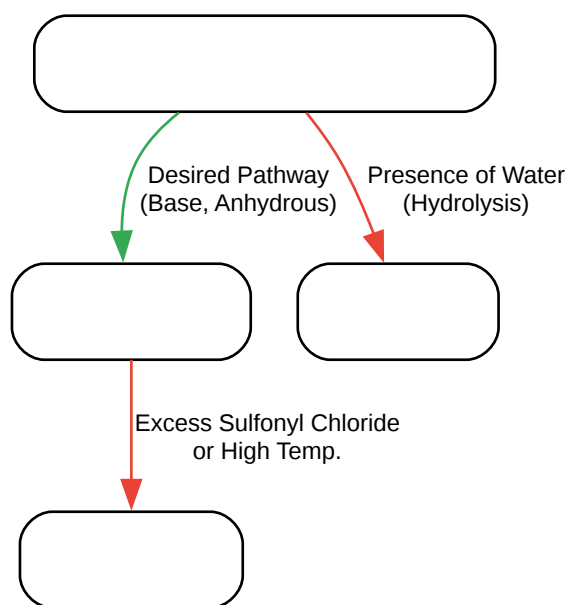 Desired Pathway
(Base, Anhydrous)
Presence of Water
(Hydrolysis)
Excess Sulfonyl Chloride
or High Temp.